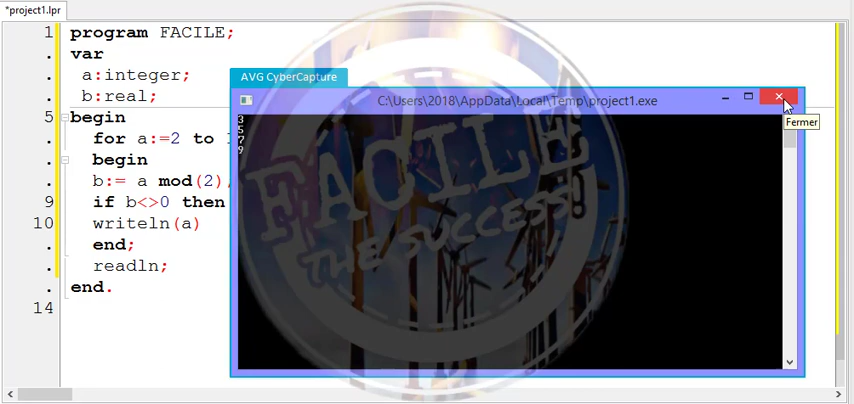 *project1.lpr
1 program FACILE;
. var
. a:integer;
. b:real;
5 begin
. for a:=2 to 1
. begin
. b:= a mod(2);
9 if b<>0 then
10 writeln(a)
. end;
. readln;
. end.
14
AVG CyberCapture
C:\Users\2018\AppData\Local\Temp\project1.exe
Fermer
3
5
7
9
FACILE
THE SUCCESS!